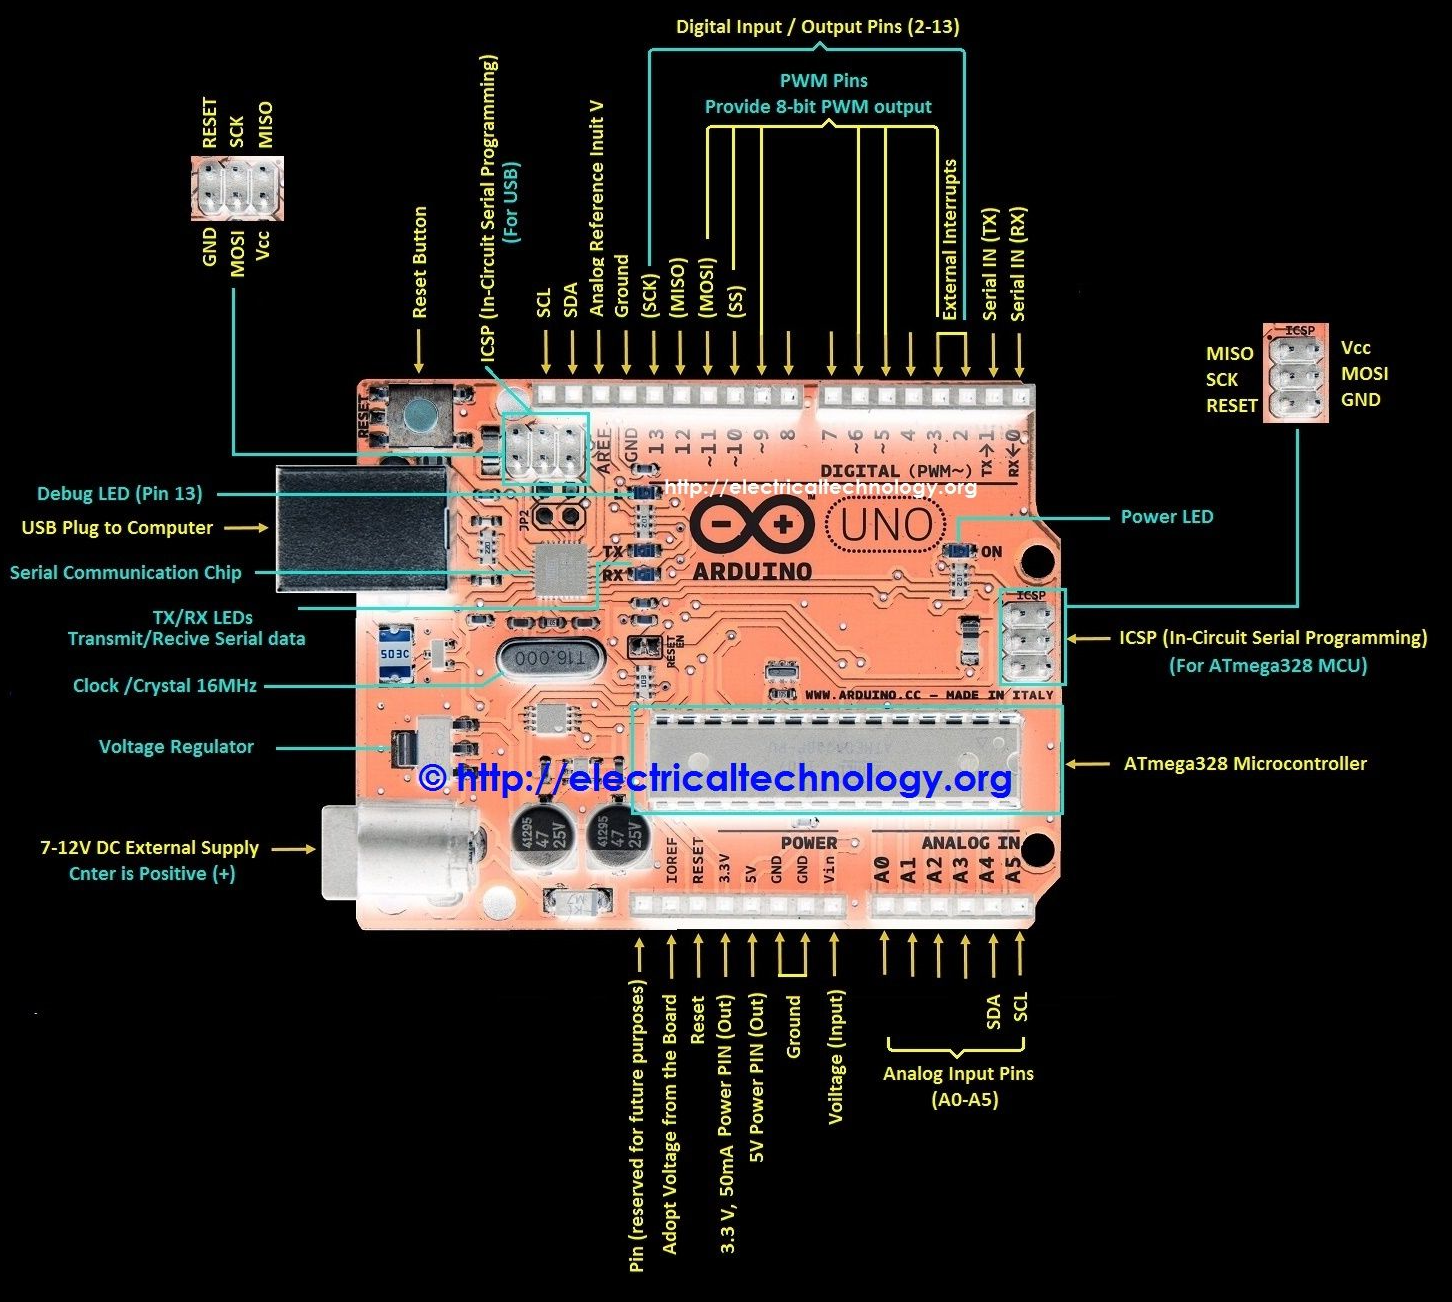 Digital Input / Output Pins (2-13)
PWM Pins
Provide 8-bit PWM output
RESET
SCK
MISO
GND
MOSI
Vcc
Reset Button
ICSP (In-Circuit Serial Programming)
(For USB)
SCL
SDA
Analog Reference Inuit V
Ground
(SCK)
(MISO)
(MOSI)
(SS)
External Interrupts
Serial IN (TX)
Serial IN (RX)
ICSP
MISO
SCK
RESET
Vcc
MOSI
GND
RESET
AREF
GND
13
12
~11
~10
~9
8
7
~6
~5
4
~3
2
TX→1
RX←0
DIGITAL (PWM~)
http://electricaltechnology.org
Debug LED (Pin 13)
USB Plug to Computer
Serial Communication Chip
TX/RX LEDs
Transmit/Recive Serial data
Clock /Crystal 16MHz
Voltage Regulator
7-12V DC External Supply
Cnter is Positive (+)
JP2
TX
RX
UNO
ARDUINO
ON
Power LED
ICSP
ICSP (In-Circuit Serial Programming)
(For ATmega328 MCU)
RESET
EN
503C
T16.000
WWW.ARDUINO.CC – MADE IN ITALY
ATmega328 Microcontroller
© http://electricaltechnology.org
41295
47
25V
41295
47
25V
POWER
ANALOG IN
IOREF
RESET
3.3V
5V
GND
GND
Vin
A0
A1
A2
A3
A4
A5
Pin (reserved for future purposes)
Adopt Voltage from the Board
Reset
3.3 V, 50mA Power PIN (Out)
5V Power PIN (Out)
Ground
Voiltage (Input)
SDA
SCL
Analog Input Pins
(A0-A5)